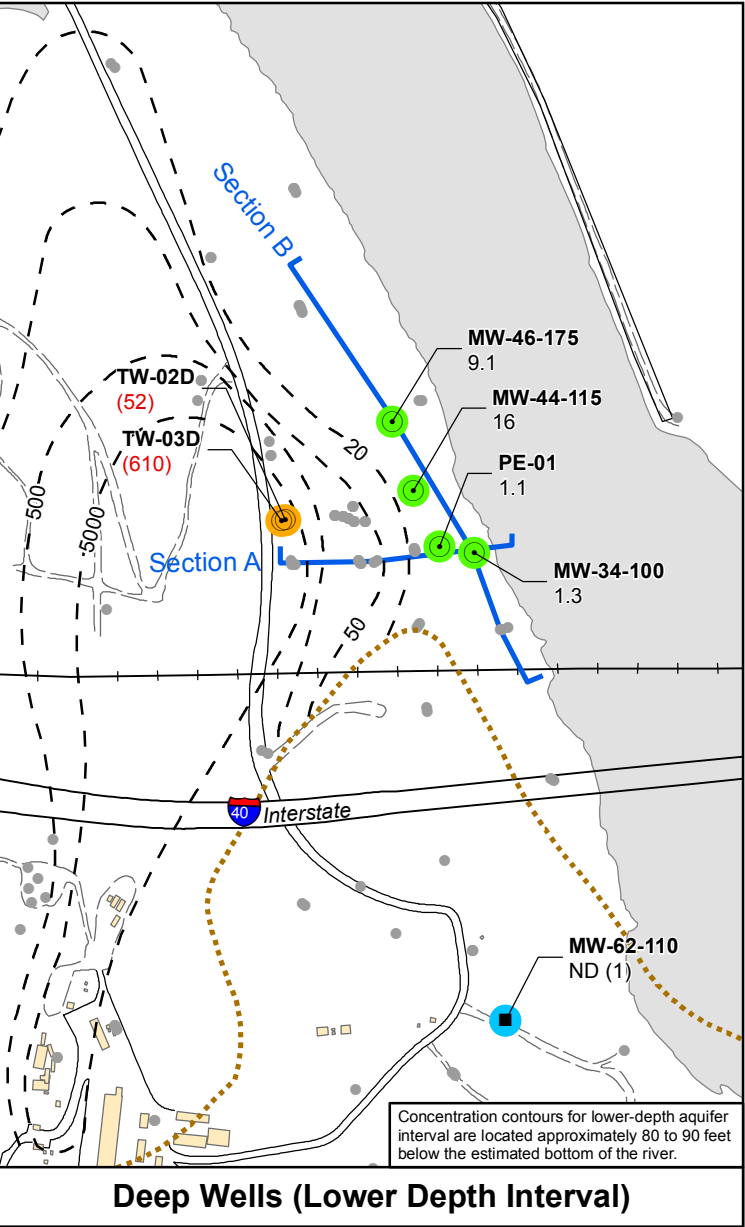 Section B
MW-46-175
9.1
TW-02D
(52)
MW-44-115
16
TW-03D
(610)
20
PE-01
1.1
500
5000
Section A
MW-34-100
1.3
50
40
Interstate
MW-62-110
ND (1)
Concentration contours for lower-depth aquifer
interval are located approximately 80 to 90 feet
below the estimated bottom of the river.
Deep Wells (Lower Depth Interval)